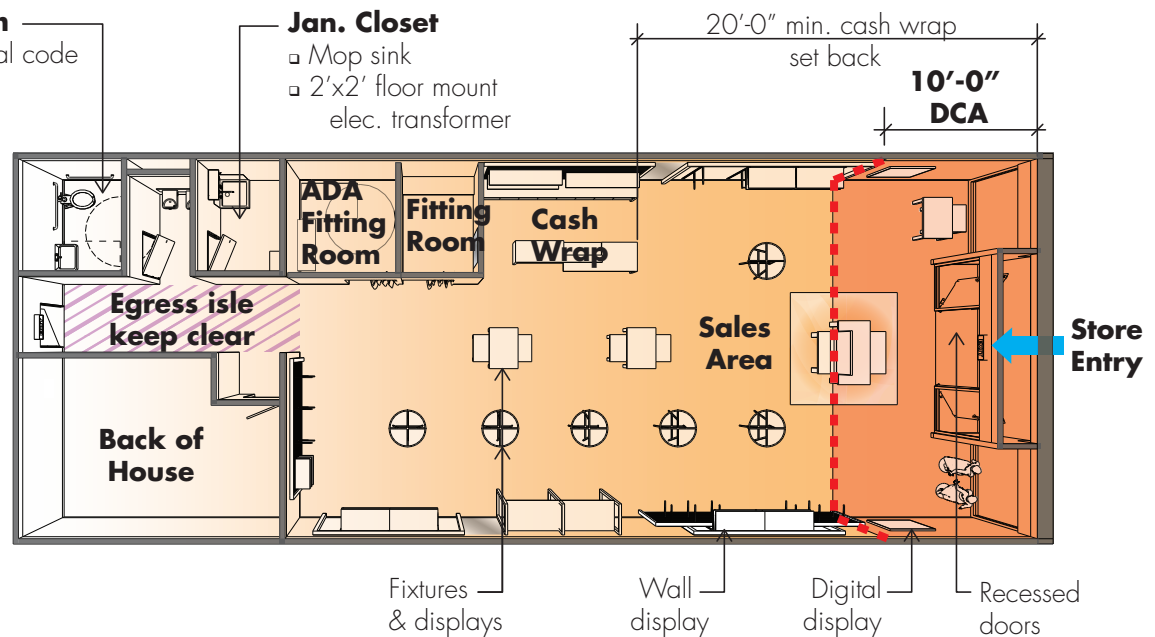 al code
Jan. Closet
Mop sink
2'x2' floor mount
elec. transformer
20'-0" min. cash wrap
set back
10'-0"
DCA
ADA
Fitting
Room
Fitting
Room
Cash
Wrap
Egress isle
keep clear
Sales
Area
Store
Entry
Back of
House
Fixtures
& displays
Wall
display
Digital
display
Recessed
doors